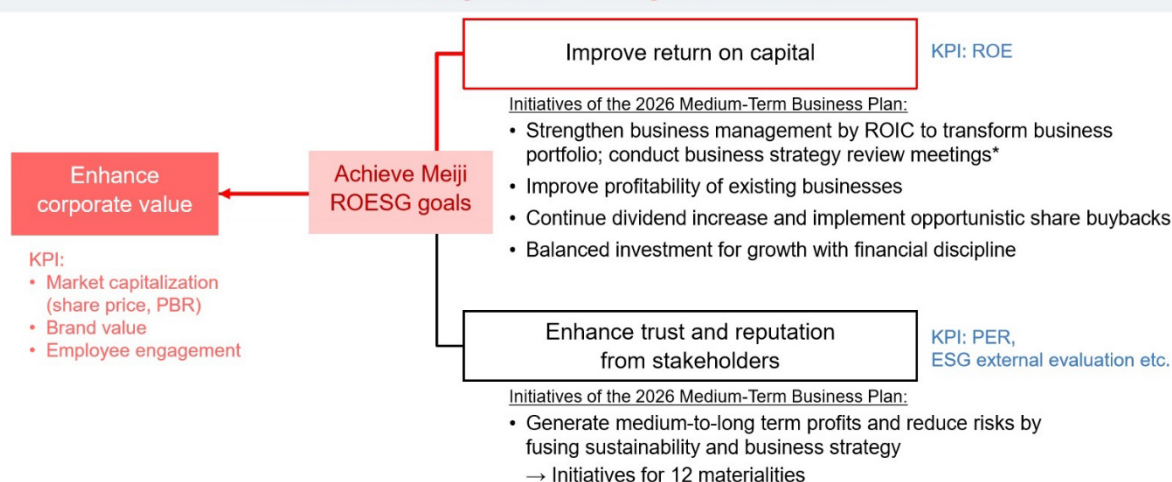 Improve return on capital
KPI: ROE
Initiatives of the 2026 Medium-Term Business Plan:
• Strengthen business management by ROIC to transform business
portfolio; conduct business strategy review meetings*
• Improve profitability of existing businesses
• Continue dividend increase and implement opportunistic share buybacks
• Balanced investment for growth with financial discipline
Achieve Meiji
ROESG goals
Enhance
corporate value
KPI:
• Market capitalization
(share price, PBR)
• Brand value
• Employee engagement
Enhance trust and reputation
from stakeholders
KPI: PER,
ESG external evaluation etc.
Initiatives of the 2026 Medium-Term Business Plan:
• Generate medium-to-long term profits and reduce risks by
fusing sustainability and business strategy
→ Initiatives for 12 materialities